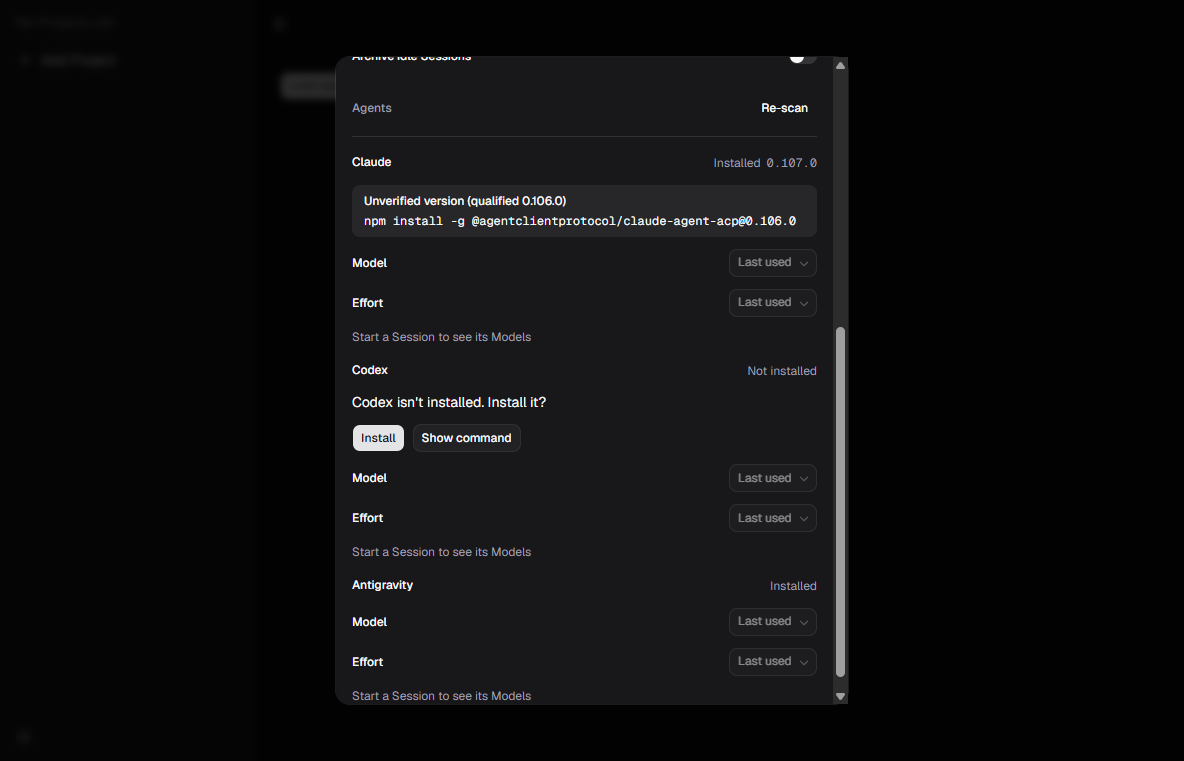 Archive Idle Sessions
Agents
Re-scan
Claude
Installed 0.107.0
Unverified version (qualified 0.106.0)
npm install -g @agentclientprotocol/claude-agent-acp@0.106.0
Model
Last used
Effort
Last used
Start a Session to see its Models
Codex
Not installed
Codex isn't installed. Install it?
Install
Show command
Model
Last used
Effort
Last used
Start a Session to see its Models
Antigravity
Installed
Model
Last used
Effort
Last used
Start a Session to see its Models